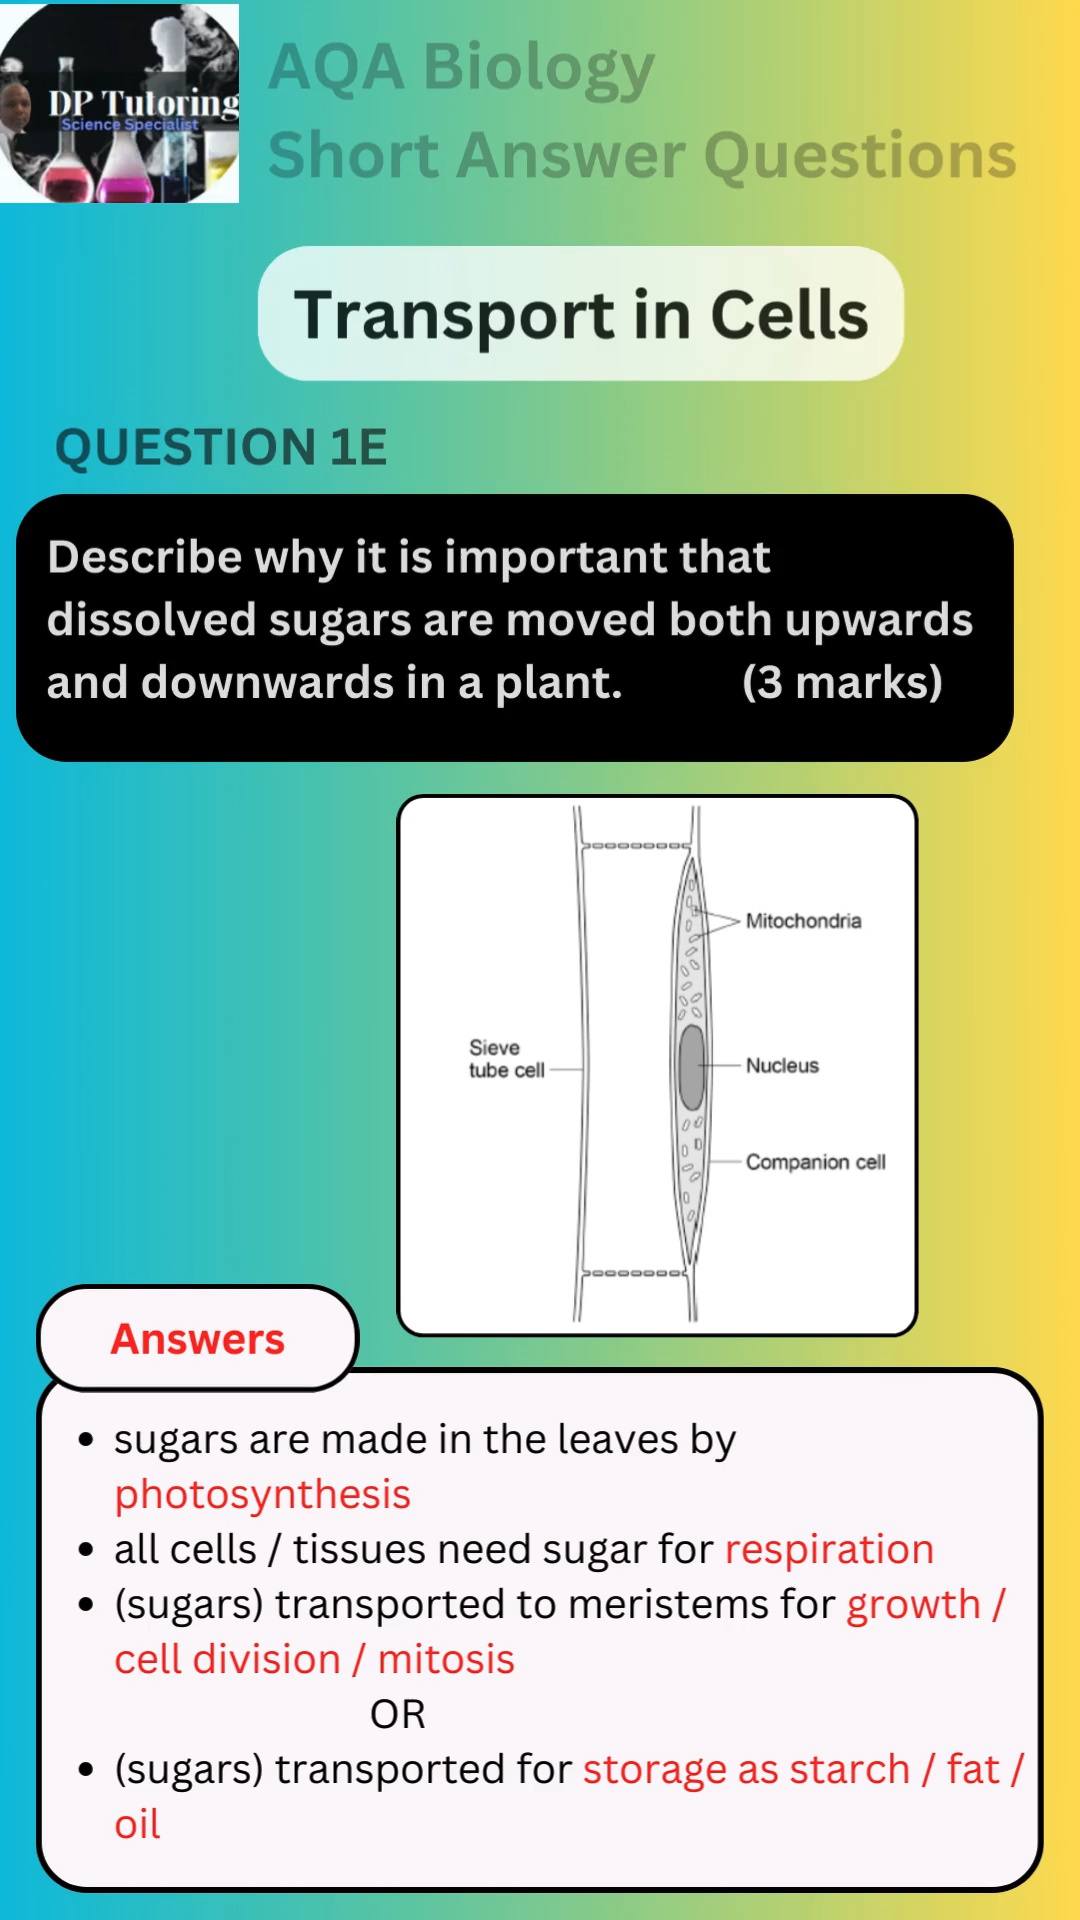 DP Tutoring
Science Specialist
AQA Biology
Short Answer Questions
Transport in Cells
QUESTION 1E
Describe why it is important that
dissolved sugars are moved both upwards
and downwards in a plant. (3 marks)
Mitochondria
Sieve
tube cell
Nucleus
Companion cell
Answers
• sugars are made in the leaves by
photosynthesis
• all cells / tissues need sugar for respiration
• (sugars) transported to meristems for growth /
cell division / mitosis
OR
• (sugars) transported for storage as starch / fat /
oil